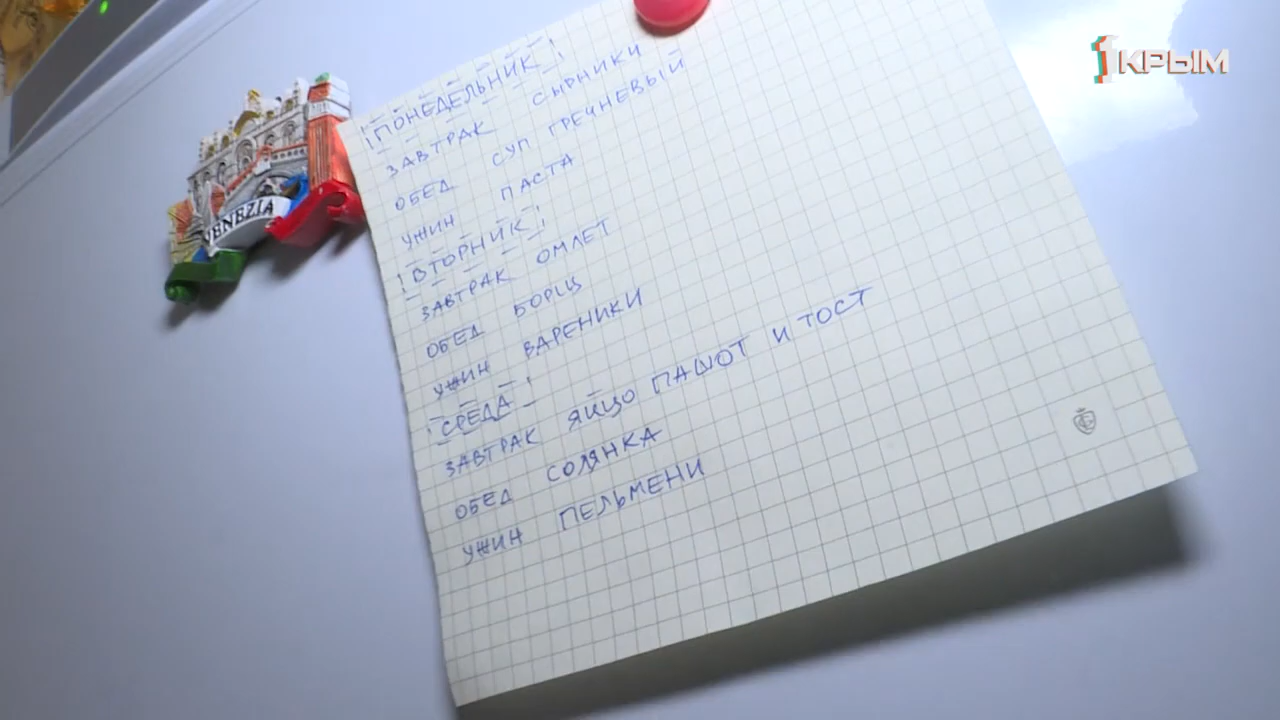 1КРЫМ
VENEZIA
ПОНЕДЕЛЬНИК
ЗАВТРАК СЫРНИКИ
ОБЕД СУП ГРЕЧНЕВЫЙ
УЖИН ПАСТА
ВТОРНИК
ЗАВТРАК ОМЛЕТ
ОБЕД БОРЩ
УЖИН ВАРЕНИКИ
СРЕДА
ЗАВТРАК ЯЙЦО ПАШОТ И ТОСТ
ОБЕД СОЛЯНКА
УЖИН ПЕЛЬМЕНИ